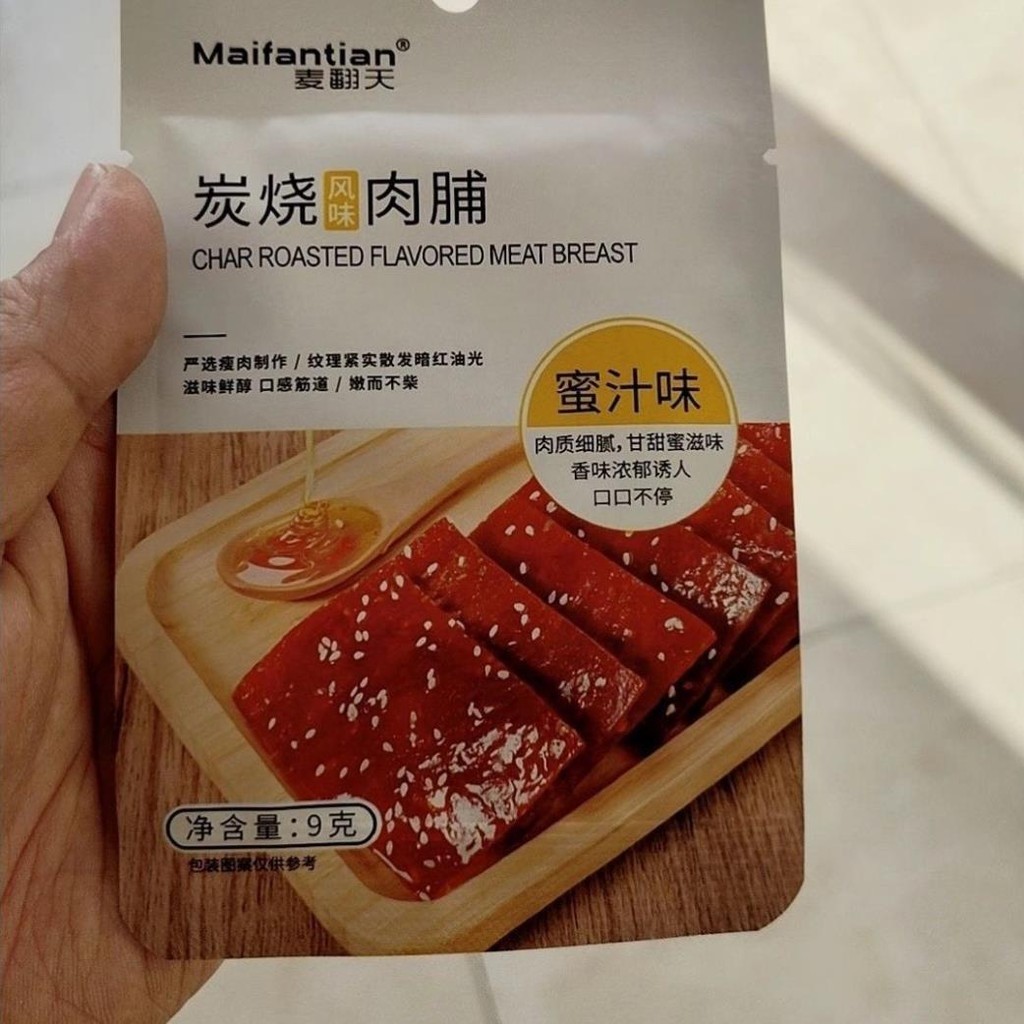 Maifantian®
麦翻天
炭烧风味肉脯
CHAR ROASTED FLAVORED MEAT BREAST
严选瘦肉制作 / 纹理紧实散发暗红油光
滋味鲜醇 口感筋道 / 嫩而不柴
蜜汁味
肉质细腻,甘甜蜜滋味
香味浓郁诱人
口口不停
净含量:9克
包装图案仅供参考